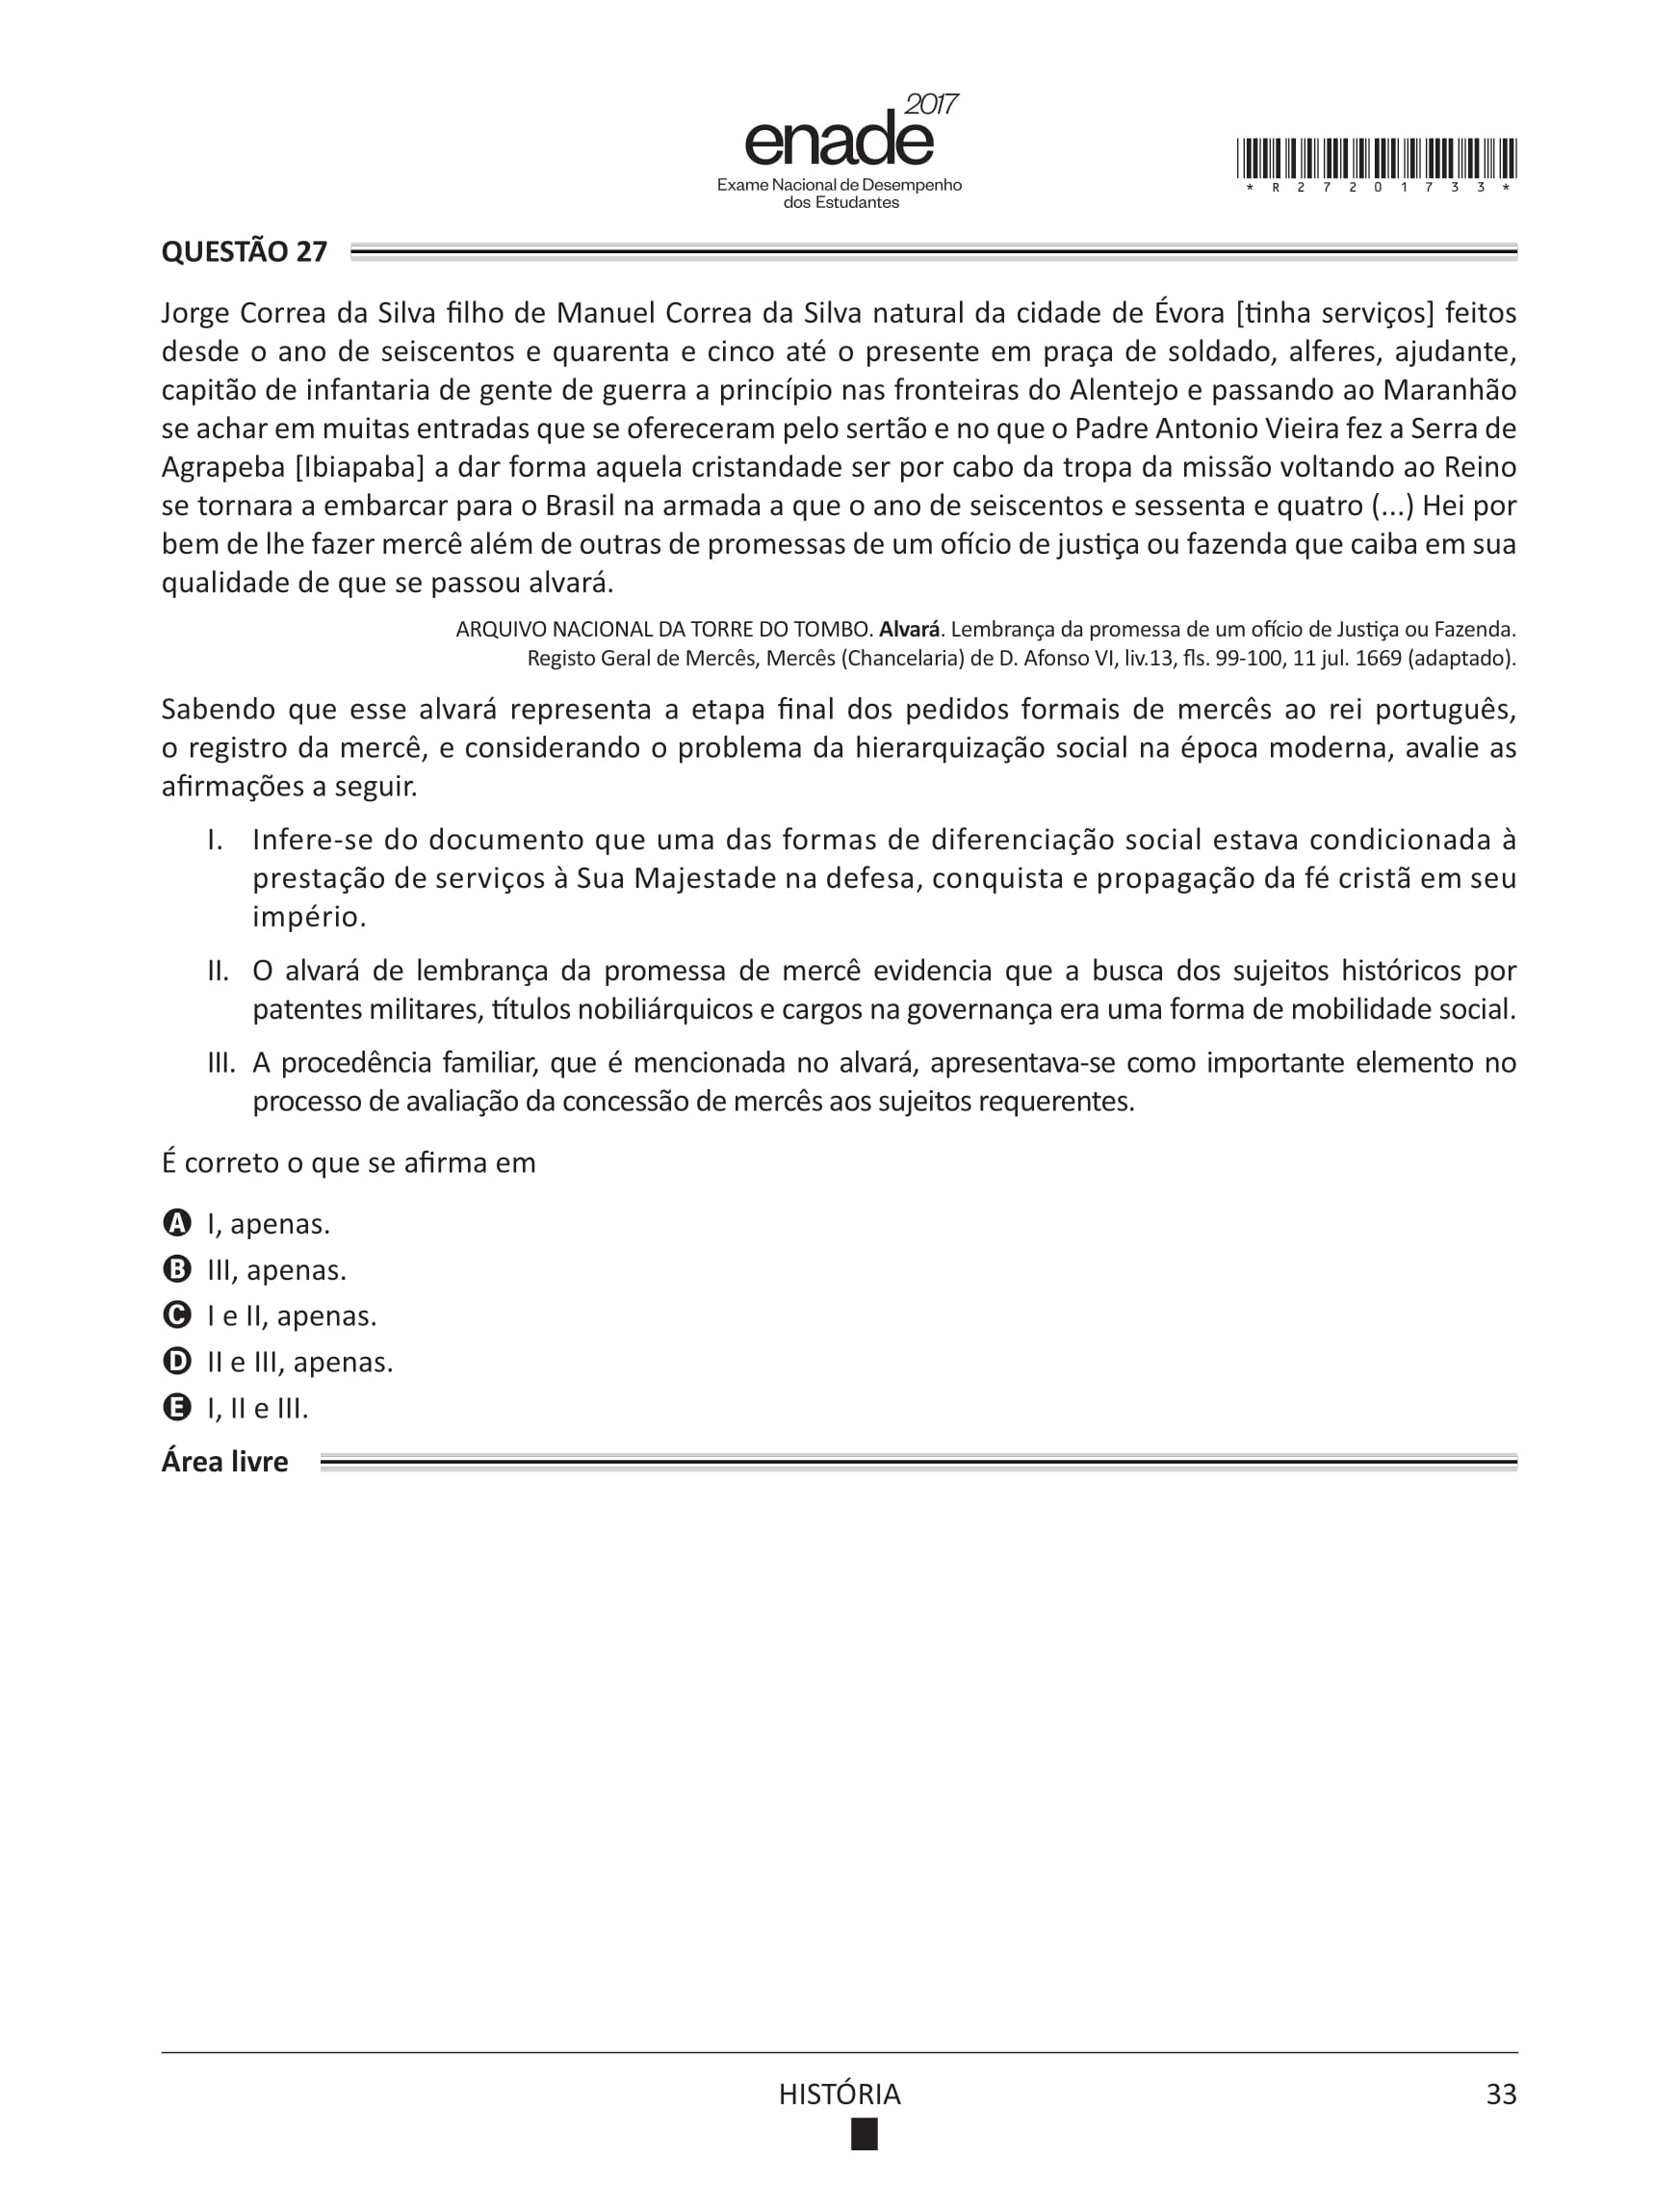 2017
enade
Exame Nacional de Desempenho
dos Estudantes
*R27201733*
QUESTÃO 27
Jorge Correa da Silva filho de Manuel Correa da Silva natural da cidade de Évora [tinha serviços] feitos
desde o ano de seiscentos e quarenta e cinco até o presente em praça de soldado, alferes, ajudante,
capitão de infantaria de gente de guerra a princípio nas fronteiras do Alentejo e passando ao Maranhão
se achar em muitas entradas que se ofereceram pelo sertão e no que o Padre Antonio Vieira fez a Serra de
Agrapeba [Ibiapaba] a dar forma aquela cristandade ser por cabo da tropa da missão voltando ao Reino
se tornara a embarcar para o Brasil na armada a que o ano de seiscentos e sessenta e quatro (...) Hei por
bem de lhe fazer mercê além de outras de promessas de um ofício de justiça ou fazenda que caiba em sua
qualidade de que se passou alvará.
ARQUIVO NACIONAL DA TORRE DO TOMBO. Alvará. Lembrança da promessa de um ofício de Justiça ou Fazenda.
Registo Geral de Mercês, Mercês (Chancelaria) de D. Afonso VI, liv.13, fls. 99-100, 11 jul. 1669 (adaptado).
Sabendo que esse alvará representa a etapa final dos pedidos formais de mercês ao rei português,
o registro da mercê, e considerando o problema da hierarquização social na época moderna, avalie as
afirmações a seguir.
I. Infere-se do documento que uma das formas de diferenciação social estava condicionada à
prestação de serviços à Sua Majestade na defesa, conquista e propagação da fé cristã em seu
império.
II. O alvará de lembrança da promessa de mercê evidencia que a busca dos sujeitos históricos por
patentes militares, títulos nobiliárquicos e cargos na governança era uma forma de mobilidade social.
III. A procedência familiar, que é mencionada no alvará, apresentava-se como importante elemento no
processo de avaliação da concessão de mercês aos sujeitos requerentes.
É correto o que se afirma em
A I, apenas.
B III, apenas.
C I e II, apenas.
D II e III, apenas.
E I, II e III.
Área livre
HISTÓRIA
33